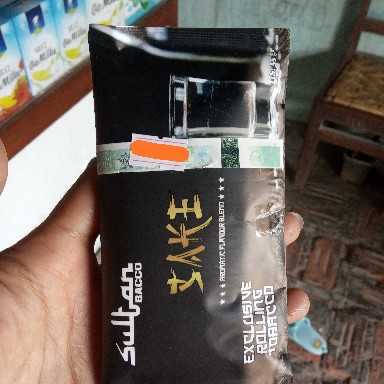 Sultan
BACCO
SAKE
★ ★ ★ AROMATIC FLAVOUR BLEND ★ ★ ★
EXCLUSIVE
ROLLING
TOBACCO